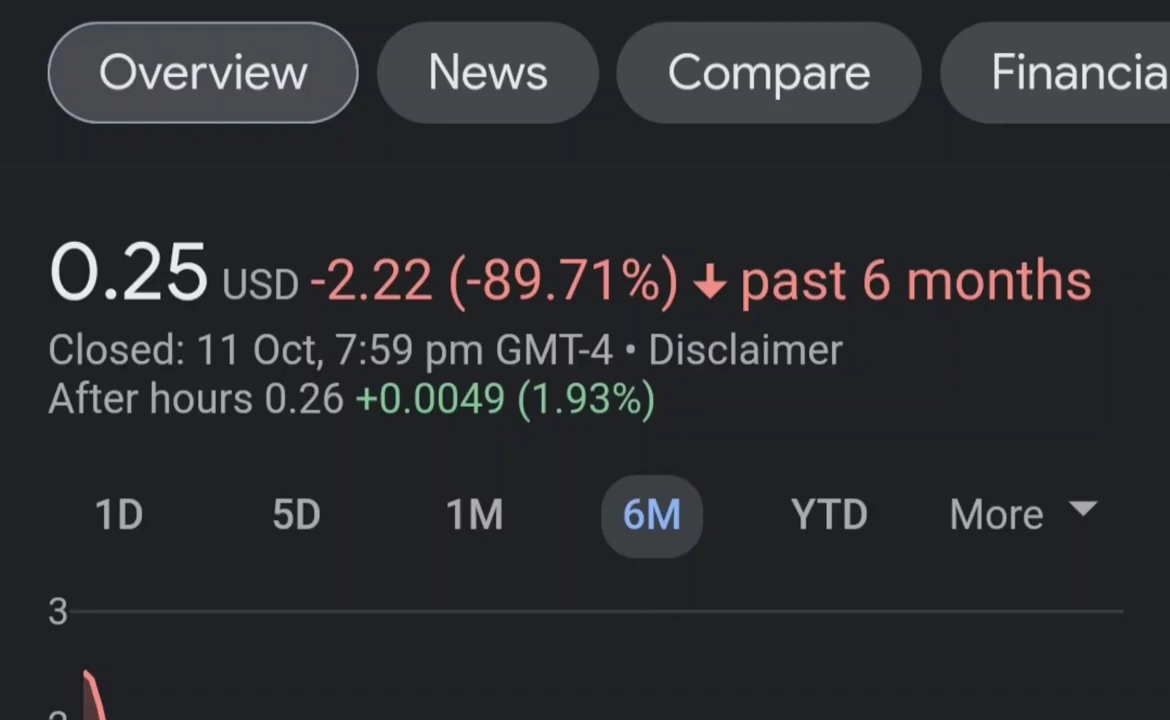 Overview News Compare Financia
0.25 USD -2.22 (-89.71%) ↓ past 6 months
Closed: 11 Oct, 7:59 pm GMT-4 • Disclaimer
After hours 0.26 +0.0049 (1.93%)
1D 5D 1M 6M YTD More
3